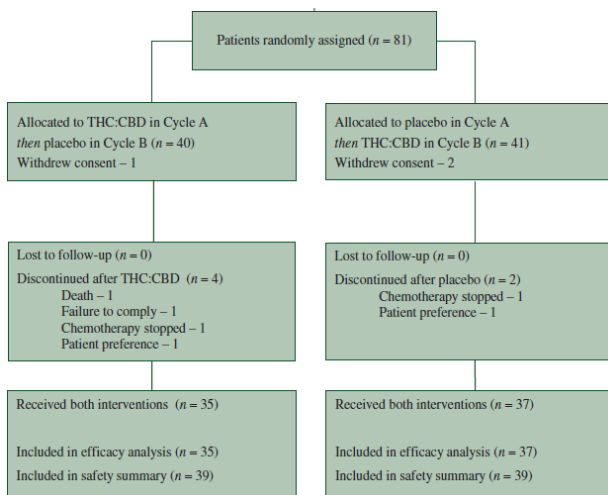 Patients randomly assigned (n = 81)
Allocated to THC:CBD in Cycle A
then placebo in Cycle B (n = 40)
Withdrew consent – 1
Allocated to placebo in Cycle A
then THC:CBD in Cycle B (n = 41)
Withdrew consent – 2
Lost to follow-up (n = 0)
Discontinued after THC:CBD (n = 4)
Death – 1
Failure to comply – 1
Chemotherapy stopped – 1
Patient preference – 1
Lost to follow-up (n = 0)
Discontinued after placebo (n = 2)
Chemotherapy stopped – 1
Patient preference – 1
Received both interventions (n = 35)
Included in efficacy analysis (n = 35)
Included in safety summary (n = 39)
Received both interventions (n = 37)
Included in efficacy analysis (n = 37)
Included in safety summary (n = 39)